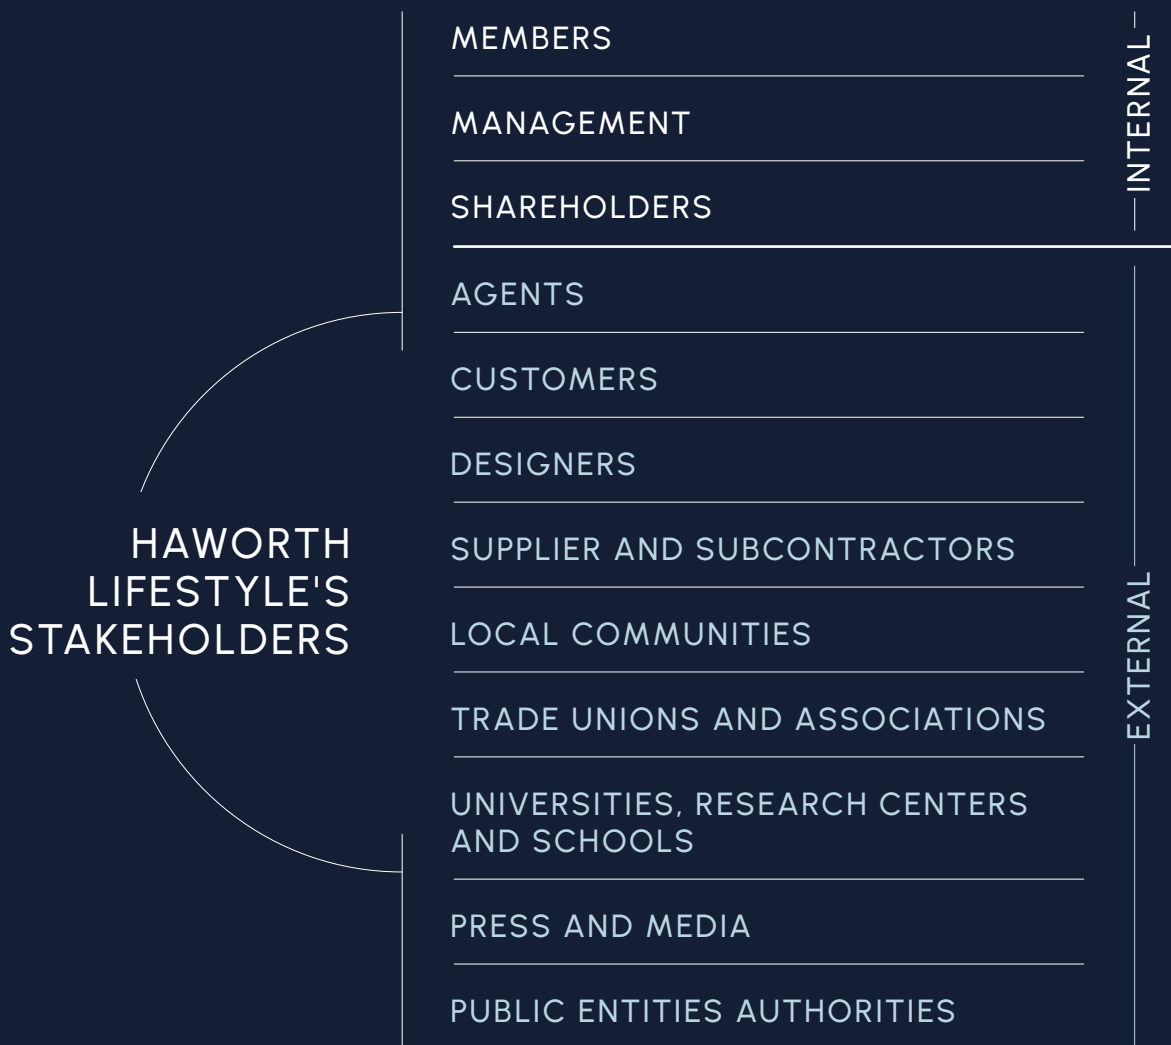 HAWORTH
LIFESTYLE'S
STAKEHOLDERS
MEMBERS
MANAGEMENT
SHAREHOLDERS
INTERNAL
AGENTS
CUSTOMERS
DESIGNERS
SUPPLIER AND SUBCONTRACTORS
LOCAL COMMUNITIES
TRADE UNIONS AND ASSOCIATIONS
UNIVERSITIES, RESEARCH CENTERS
AND SCHOOLS
PRESS AND MEDIA
PUBLIC ENTITIES AUTHORITIES
EXTERNAL